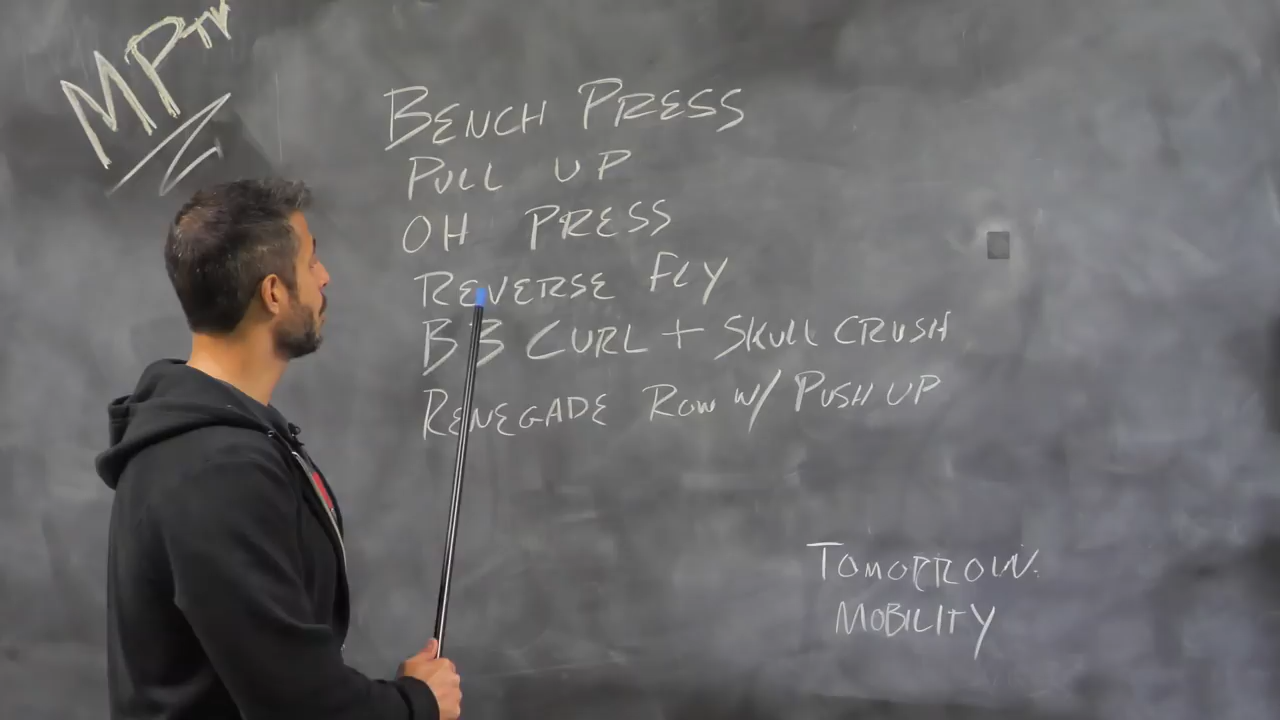 MPTV
BENCH PRESS
PULL UP
OH PRESS
REVERSE FLY
BB CURL + SKULL CRUSH
RENEGADE ROW W/ PUSH UP
TOMORROW:
MOBILITY